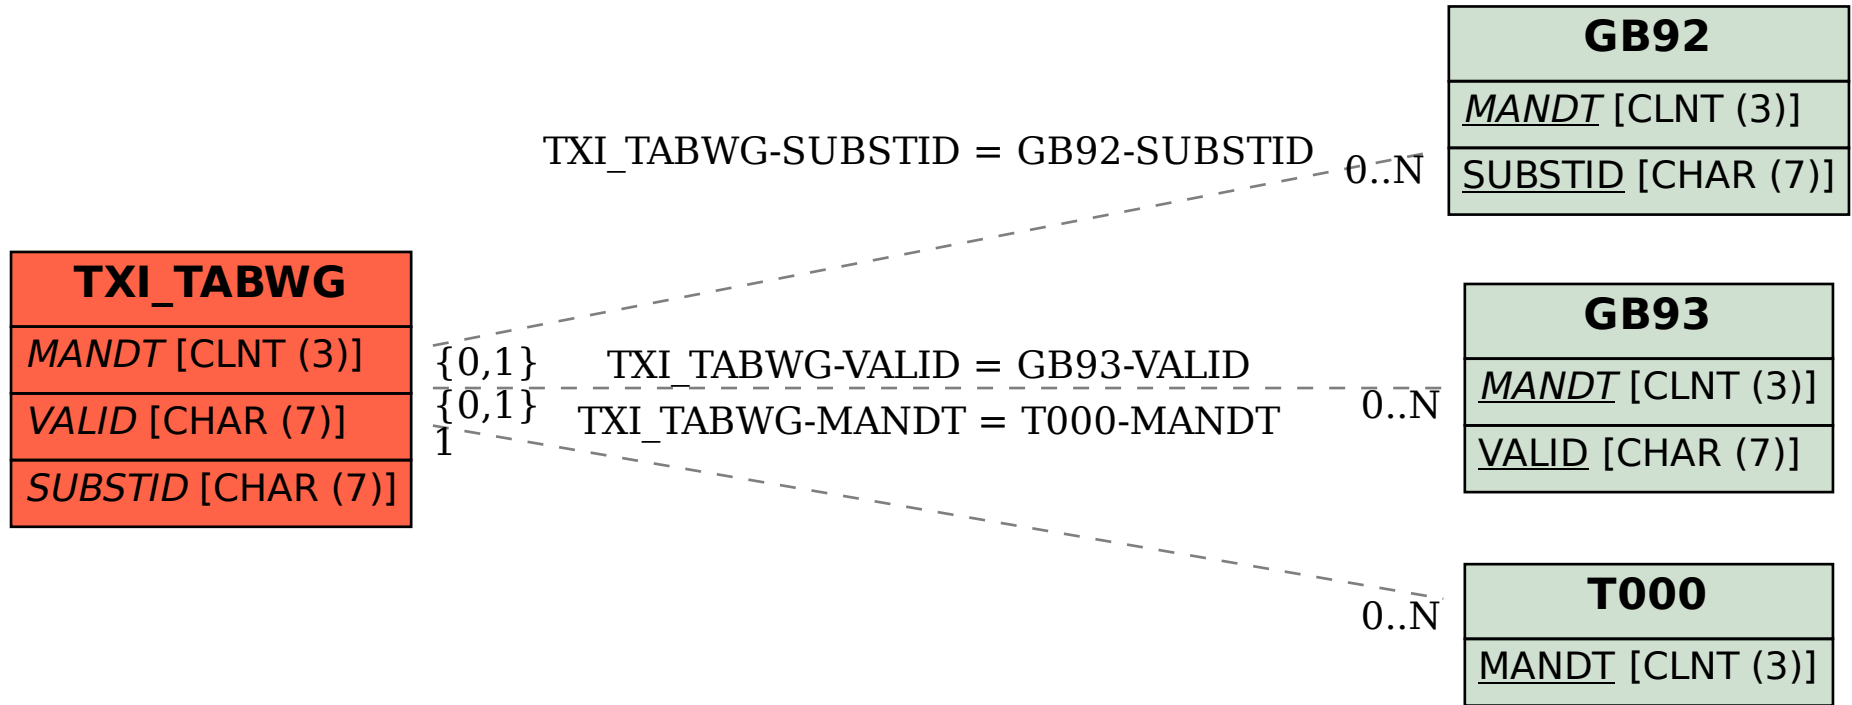 TXI_TABWG
MANDT [CLNT (3)]
VALID [CHAR (7)]
SUBSTID [CHAR (7)]
TXI_TABWG-SUBSTID = GB92-SUBSTID
0..N
{0,1}
TXI_TABWG-VALID = GB93-VALID
0..N
{0,1}
TXI_TABWG-MANDT = T000-MANDT
0..N
1
GB92
MANDT [CLNT (3)]
SUBSTID [CHAR (7)]
GB93
MANDT [CLNT (3)]
VALID [CHAR (7)]
T000
MANDT [CLNT (3)]